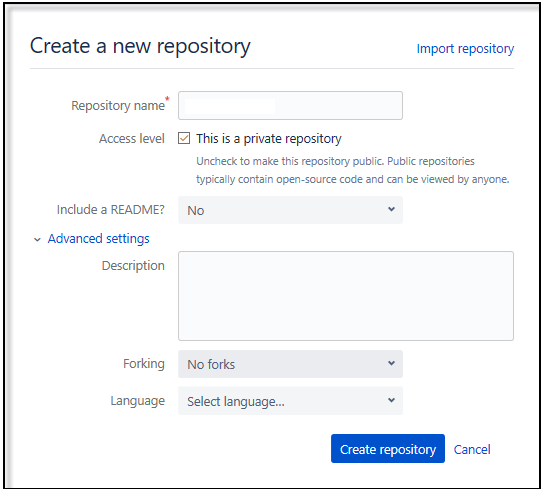 Create a new repository
Import repository
Repository name*
Access level This is a private repository
Uncheck to make this repository public. Public repositories
typically contain open-source code and can be viewed by anyone.
Include a README? No
Advanced settings
Description
Forking No forks
Language Select language...
Create repository Cancel